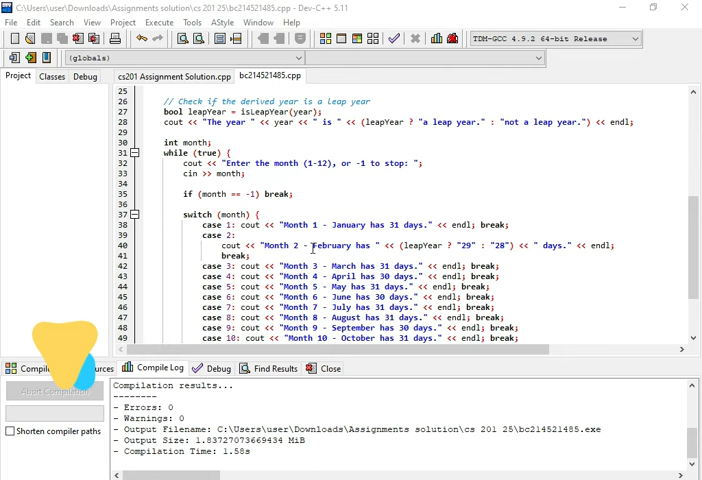 C:\Users\user\Downloads\Assignments solution\cs 201 25\bc214521485.cpp - Dev-C++ 5.11
File Edit Search View Project Execute Tools AStyle Window Help
TDM-GCC 4.9.2 64-bit Release
(globals)
Project Classes Debug cs201 Assignment Solution.cpp bc214521485.cpp
25
26 // Check if the derived year is a leap year
27 bool leapYear = isLeapYear(year);
28 cout << "The year " << year << " is " << (leapYear ? "a leap year." : "not a leap year.") << endl;
29
30 int month;
31 while (true) {
32 cout << "Enter the month (1-12), or -1 to stop: ";
33 cin >> month;
34
35 if (month == -1) break;
36
37 switch (month) {
38 case 1: cout << "Month 1 - January has 31 days." << endl; break;
39 case 2:
40 cout << "Month 2 - February has " << (leapYear ? "29" : "28") << " days." << endl;
41 break;
42 case 3: cout << "Month 3 - March has 31 days." << endl; break;
43 case 4: cout << "Month 4 - April has 30 days." << endl; break;
44 case 5: cout << "Month 5 - May has 31 days." << endl; break;
45 case 6: cout << "Month 6 - June has 30 days." << endl; break;
46 case 7: cout << "Month 7 - July has 31 days." << endl; break;
47 case 8: cout << "Month 8 - August has 31 days." << endl; break;
48 case 9: cout << "Month 9 - September has 30 days." << endl; break;
49 case 10: cout << "Month 10 - October has 31 days." << endl; break;
Compile Log Debug Find Results Close
Abort Compilation
Shorten compiler paths
Compilation results...
--------
- Errors: 0
- Warnings: 0
- Output Filename: C:\Users\user\Downloads\Assignments solution\cs 201 25\bc214521485.exe
- Output Size: 1.83727073669434 MiB
- Compilation Time: 1.58s